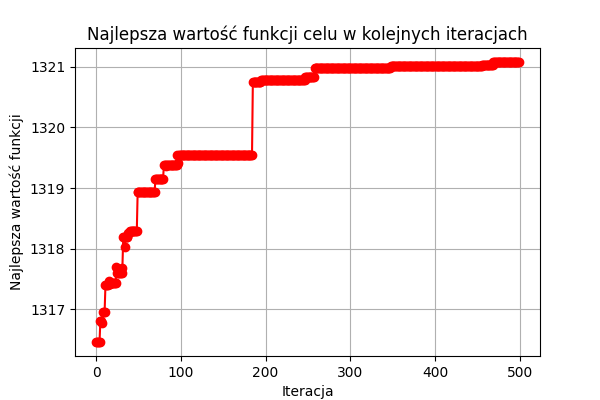 Najlepsza wartość funkcji celu w kolejnych iteracjach
Najlepsza wartość funkcji
1321
1320
1319
1318
1317
0 100 200 300 400 500
Iteracja